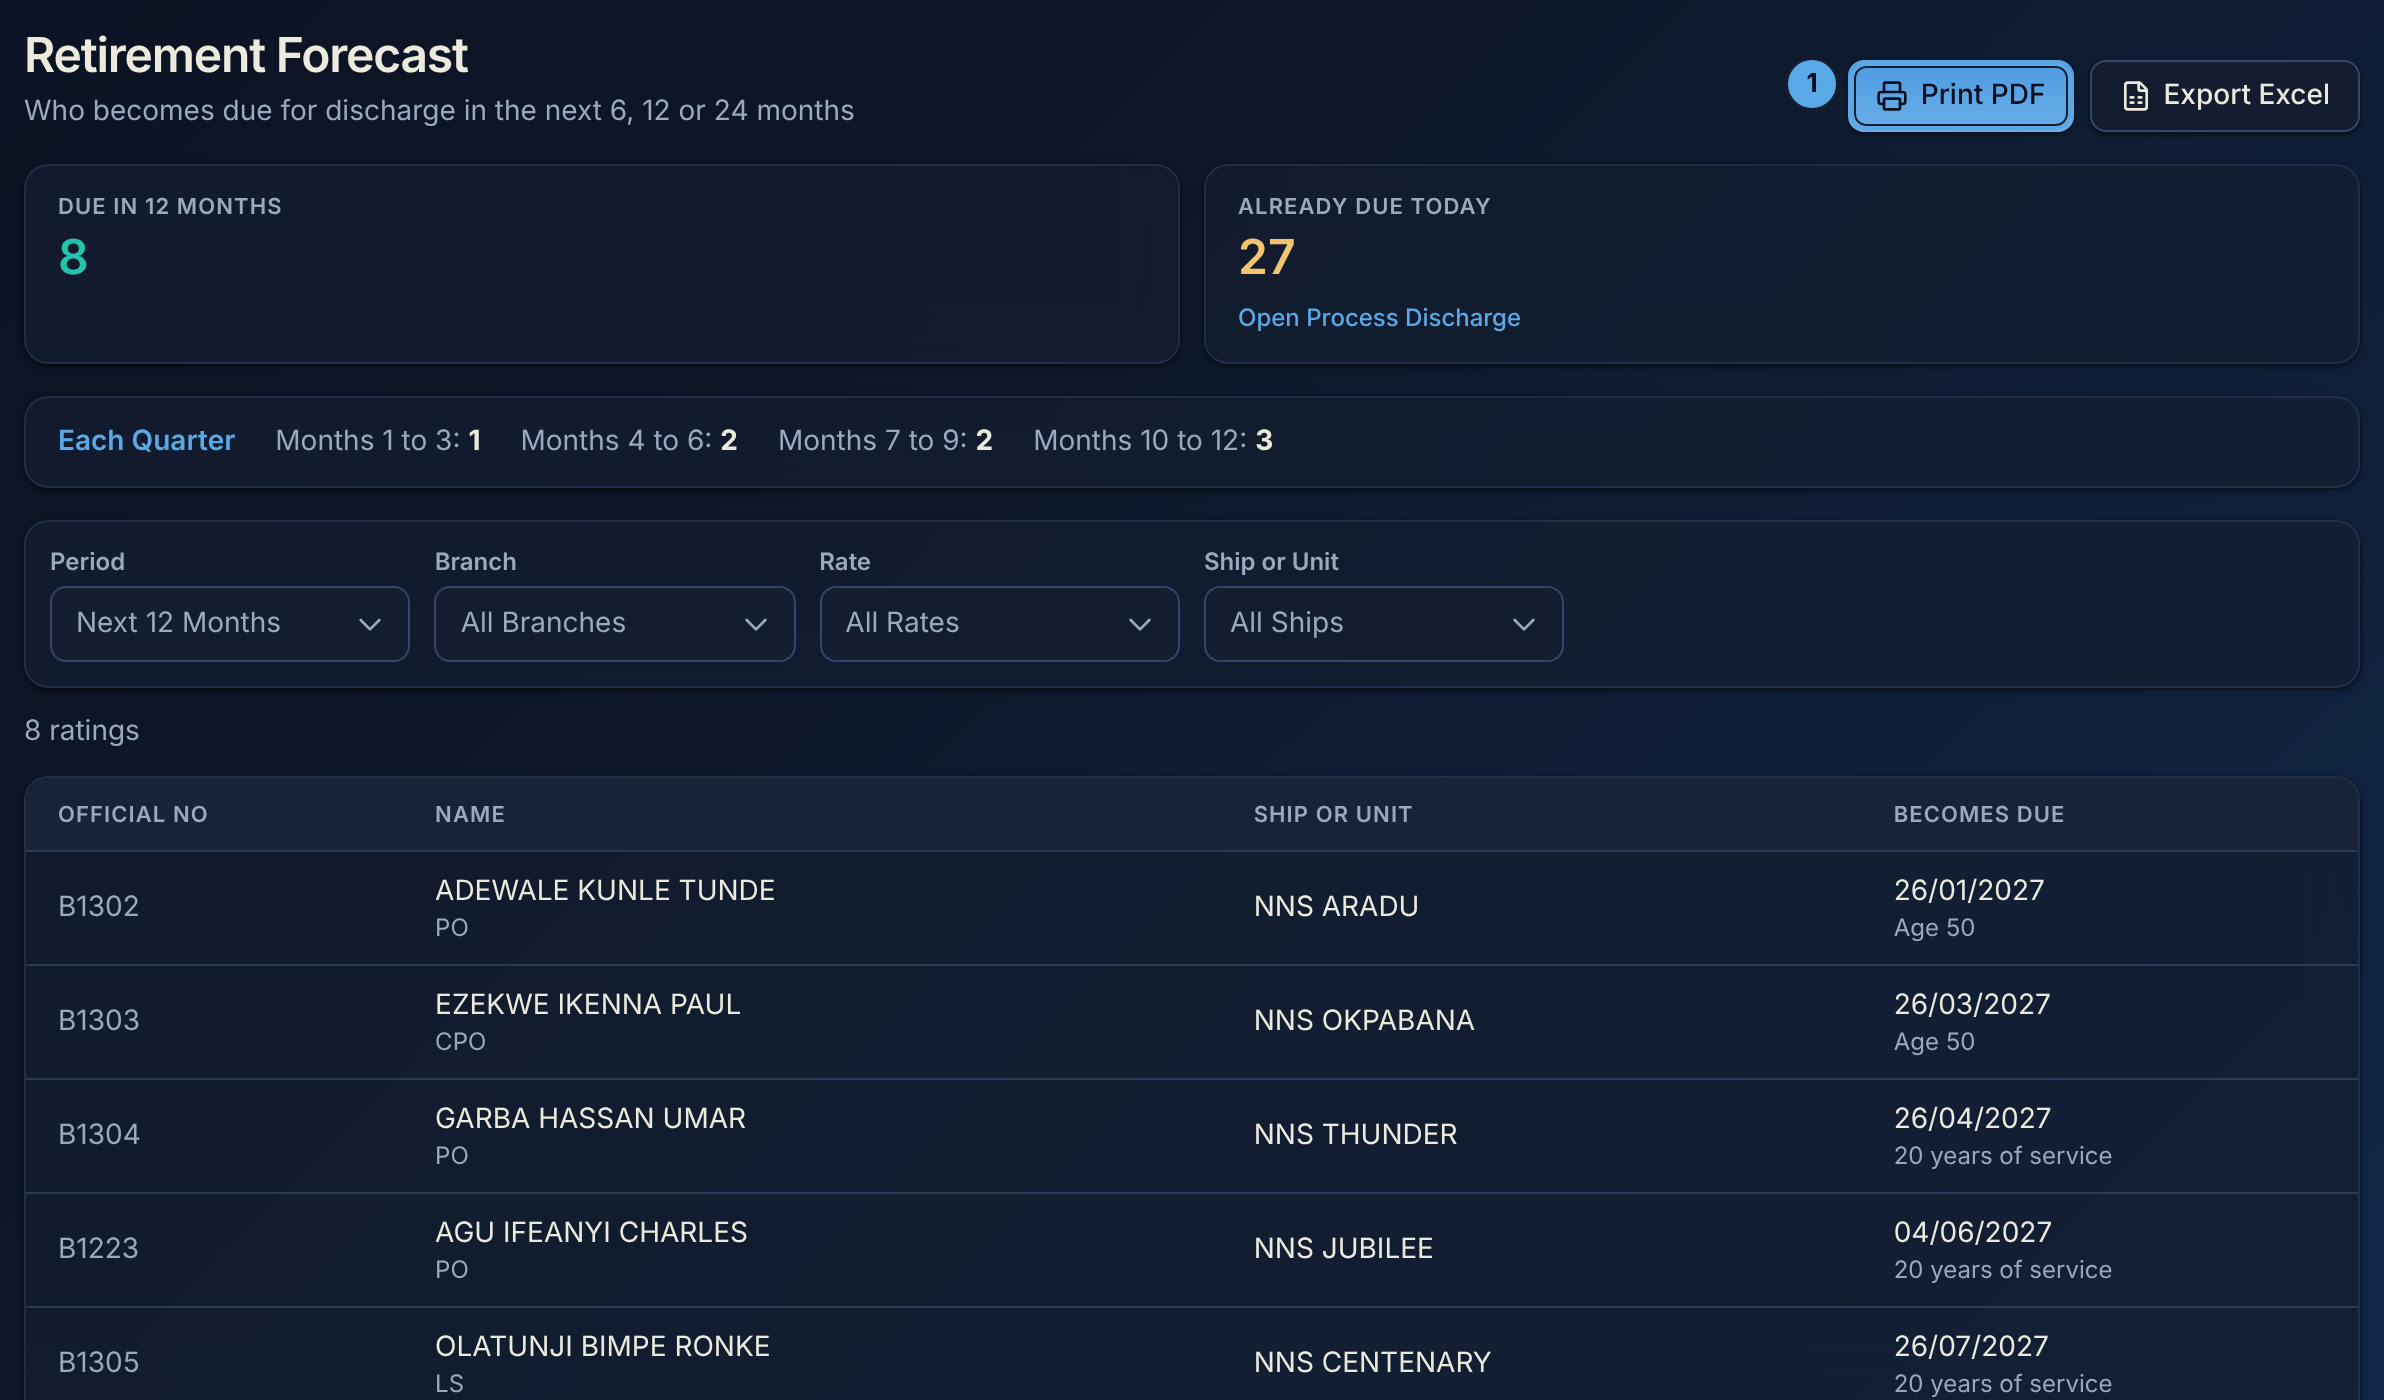 Retirement Forecast
Who becomes due for discharge in the next 6, 12 or 24 months
1
Print PDF
Export Excel
DUE IN 12 MONTHS
8
ALREADY DUE TODAY
27
Open Process Discharge
Each Quarter Months 1 to 3: 1 Months 4 to 6: 2 Months 7 to 9: 2 Months 10 to 12: 3
Period Branch Rate Ship or Unit
Next 12 Months All Branches All Rates All Ships
8 ratings
OFFICIAL NO NAME SHIP OR UNIT BECOMES DUE
B1302 ADEWALE KUNLE TUNDE NNS ARADU 26/01/2027
PO Age 50
B1303 EZEKWE IKENNA PAUL NNS OKPABANA 26/03/2027
CPO Age 50
B1304 GARBA HASSAN UMAR NNS THUNDER 26/04/2027
PO 20 years of service
B1223 AGU IFEANYI CHARLES NNS JUBILEE 04/06/2027
PO 20 years of service
B1305 OLATUNJI BIMPE RONKE NNS CENTENARY 26/07/2027
LS 20 years of service